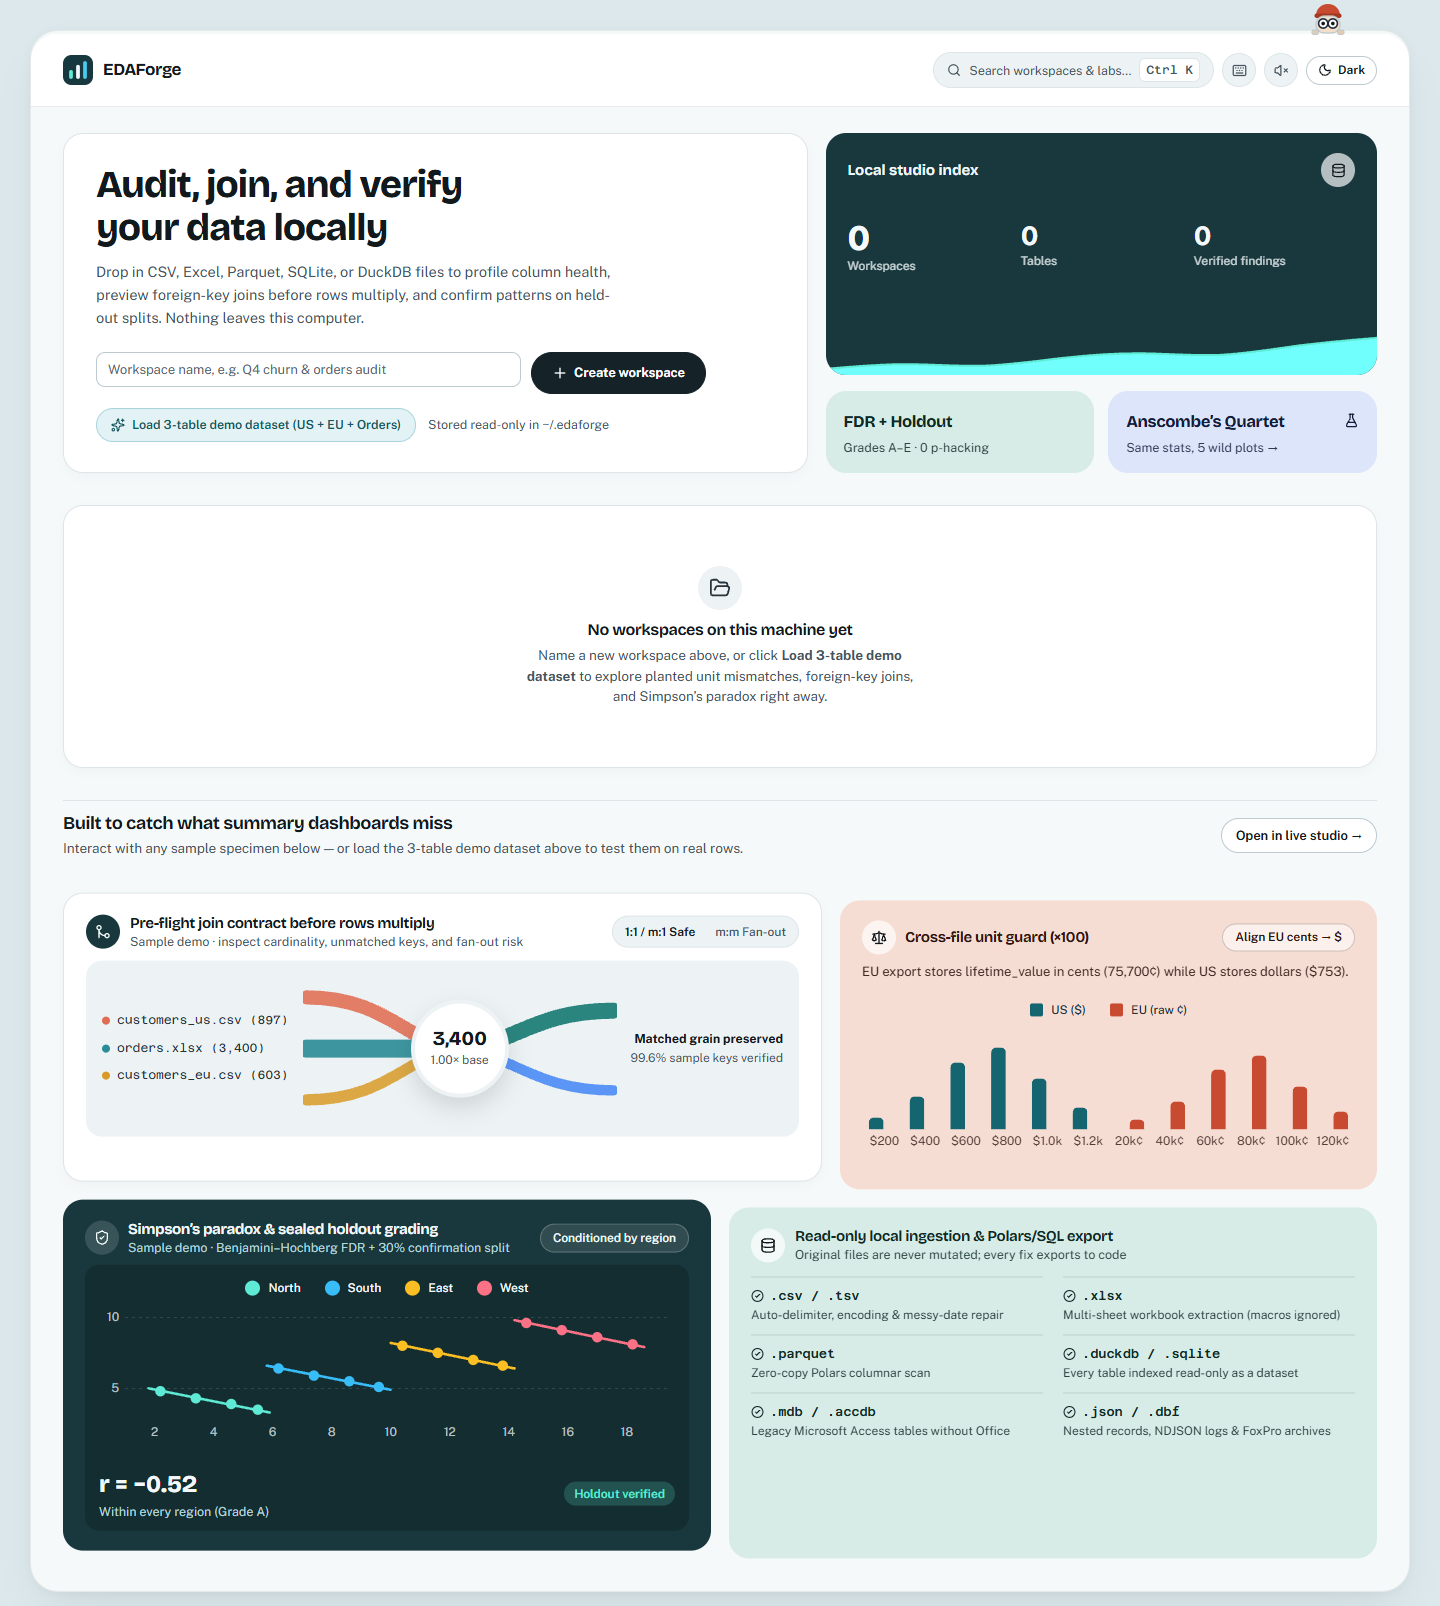 EDAForge
Search workspaces & labs...
Ctrl K
Dark
Audit, join, and verify
your data locally
Drop in CSV, Excel, Parquet, SQLite, or DuckDB files to profile column health,
preview foreign-key joins before rows multiply, and confirm patterns on held-
out splits. Nothing leaves this computer.
Workspace name, e.g. Q4 churn & orders audit
Create workspace
Load 3-table demo dataset (US + EU + Orders)
Stored read-only in ~/.edaforge
Local studio index
0
Workspaces
0
Tables
0
Verified findings
FDR + Holdout
Grades A–E · 0 p-hacking
Anscombe's Quartet
Same stats, 5 wild plots →
No workspaces on this machine yet
Name a new workspace above, or click Load 3-table demo
dataset to explore planted unit mismatches, foreign-key joins,
and Simpson's paradox right away.
Built to catch what summary dashboards miss
Interact with any sample specimen below — or load the 3-table demo dataset above to test them on real rows.
Open in live studio →
Pre-flight join contract before rows multiply
Sample demo · inspect cardinality, unmatched keys, and fan-out risk
1:1 / m:1 Safe
m:m Fan-out
customers_us.csv (897)
orders.xlsx (3,400)
customers_eu.csv (603)
3,400
1.00× base
Matched grain preserved
99.6% sample keys verified
Cross-file unit guard (×100)
Align EU cents → $
EU export stores lifetime_value in cents (75,700¢) while US stores dollars ($753).
US ($)
EU (raw ¢)
$200 $400 $600 $800 $1.0k $1.2k 20k¢ 40k¢ 60k¢ 80k¢ 100k¢ 120k¢
Simpson's paradox & sealed holdout grading
Sample demo · Benjamini–Hochberg FDR + 30% confirmation split
Conditioned by region
North South East West
10
5
2 4 6 8 10 12 14 16 18
r = −0.52
Within every region (Grade A)
Holdout verified
Read-only local ingestion & Polars/SQL export
Original files are never mutated; every fix exports to code
.csv / .tsv
Auto-delimiter, encoding & messy-date repair
.xlsx
Multi-sheet workbook extraction (macros ignored)
.parquet
Zero-copy Polars columnar scan
.duckdb / .sqlite
Every table indexed read-only as a dataset
.mdb / .accdb
Legacy Microsoft Access tables without Office
.json / .dbf
Nested records, NDJSON logs & FoxPro archives